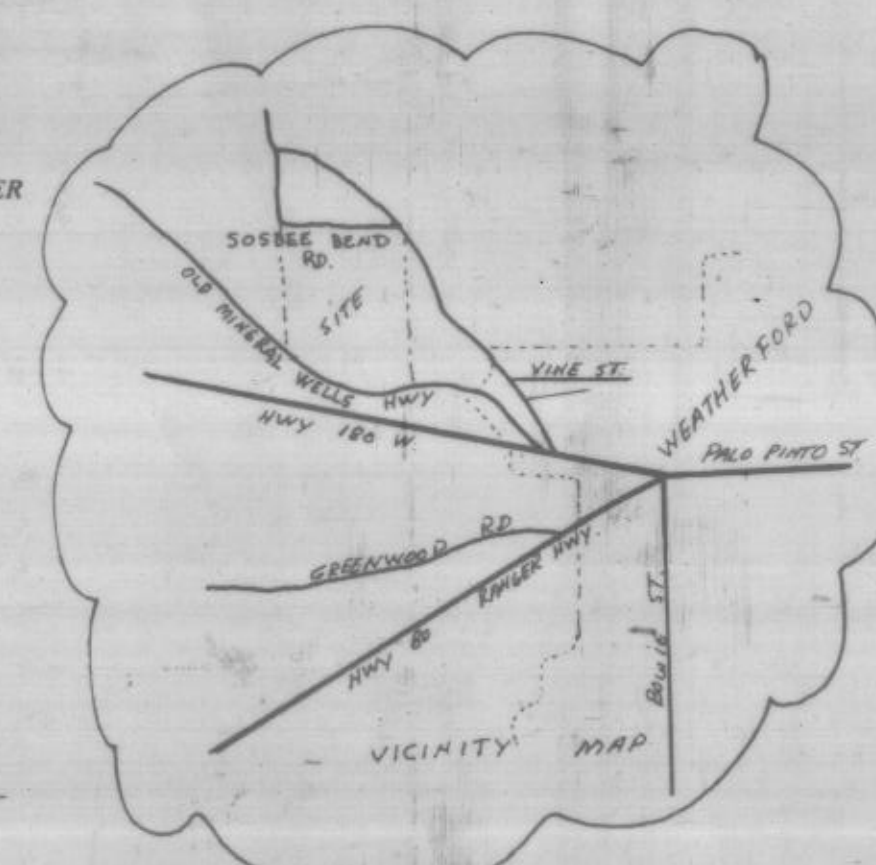 ER
SOSBEE BEND
RD.
SITE
OLD MINERAL WELLS HWY
HWY 180 W.
VINE ST.
WEATHERFORD
PALO PINTO ST
GREENWOOD RD
HWY 80 RANGER HWY.
BOWIE ST.
VICINITY MAP